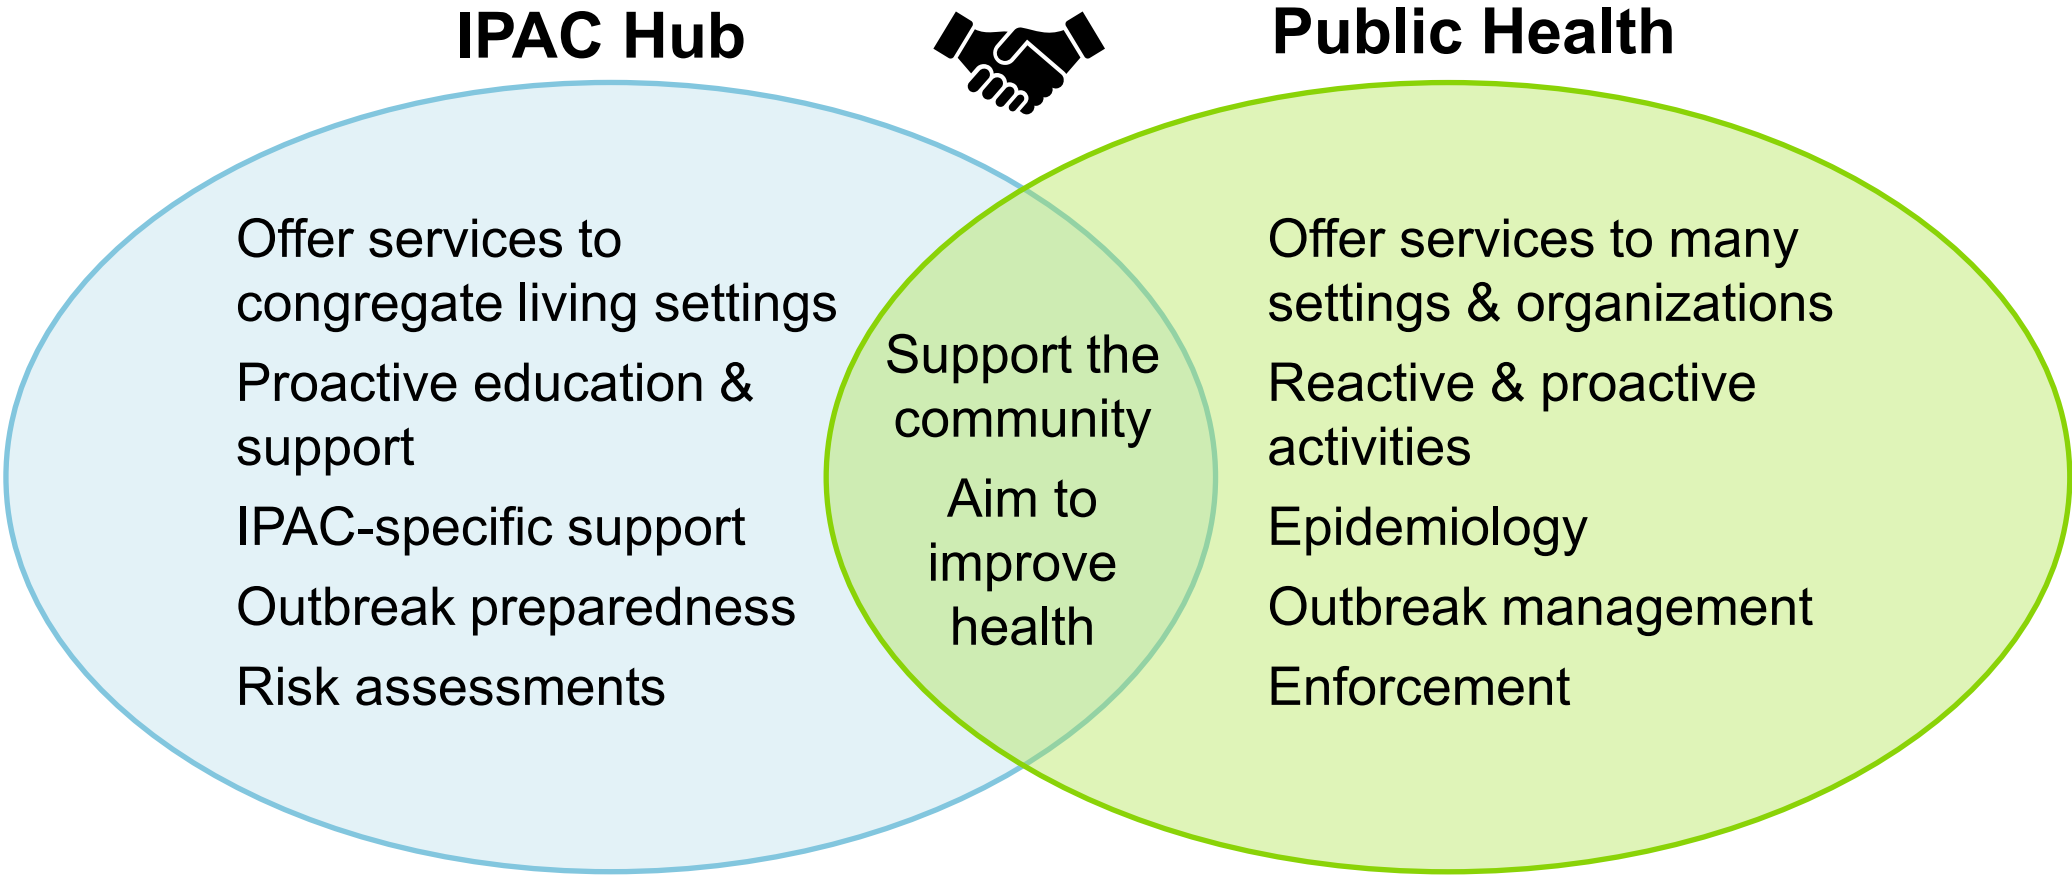 IPAC Hub
Public Health
Offer services to
congregate living settings
Proactive education &
support
IPAC-specific support
Outbreak preparedness
Risk assessments
Support the
community
Aim to
improve
health
Offer services to many
settings & organizations
Reactive & proactive
activities
Epidemiology
Outbreak management
Enforcement